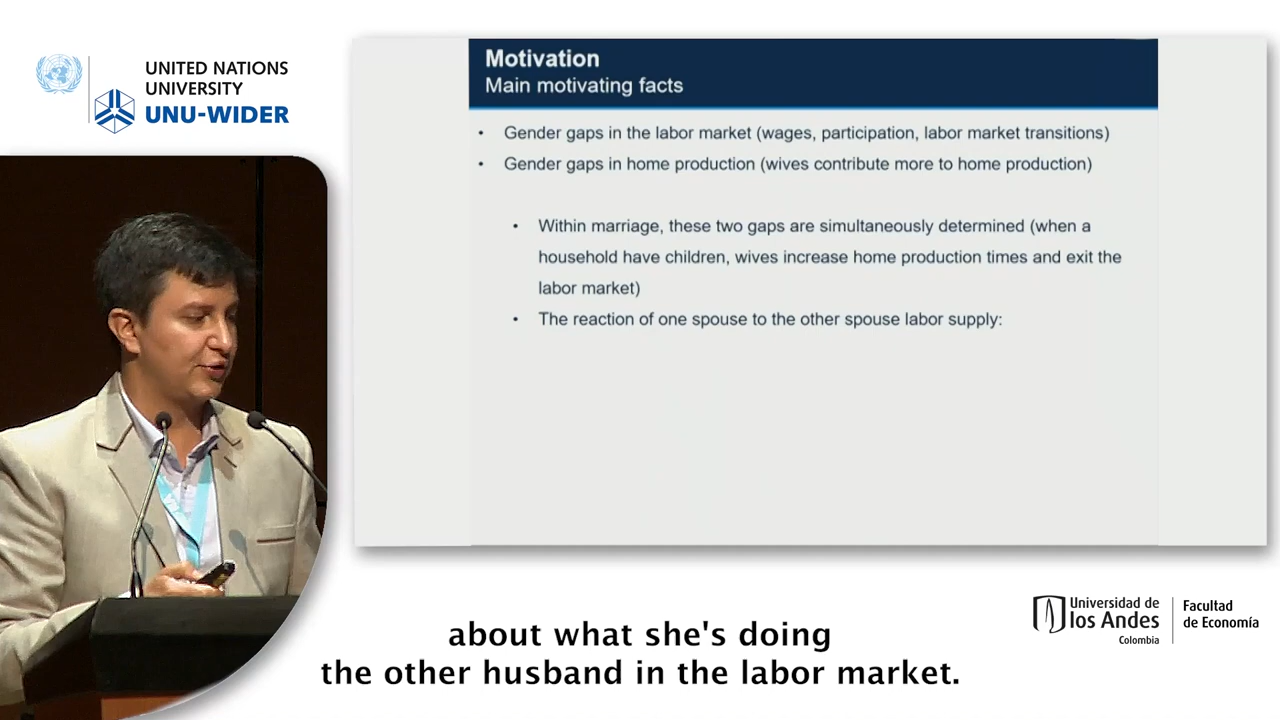 UNITED NATIONS
UNIVERSITY
UNU-WIDER
Motivation
Main motivating facts
• Gender gaps in the labor market (wages, participation, labor market transitions)
• Gender gaps in home production (wives contribute more to home production)
• Within marriage, these two gaps are simultaneously determined (when a
household have children, wives increase home production times and exit the
labor market)
• The reaction of one spouse to the other spouse labor supply:
Universidad de
los Andes
Colombia
Facultad
de Economía
about what she's doing
the other husband in the labor market.